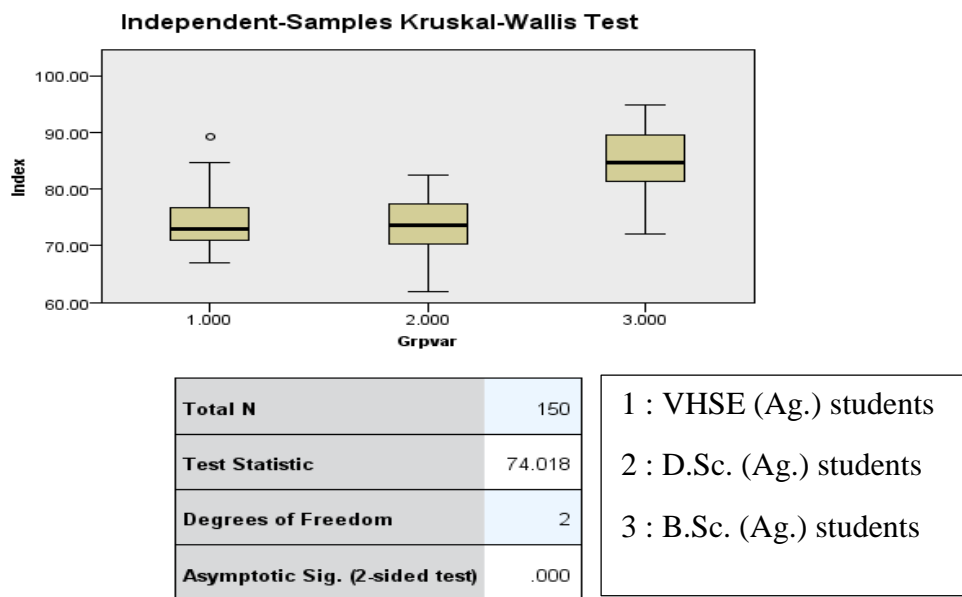 Independent-Samples Kruskal-Wallis Test
100.00
90.00
80.00
70.00
60.00
Index
1.000 2.000 3.000
Grpvar
Total N 150
Test Statistic 74.018
Degrees of Freedom 2
Asymptotic Sig. (2-sided test) .000
1 : VHSE (Ag.) students
2 : D.Sc. (Ag.) students
3 : B.Sc. (Ag.) students